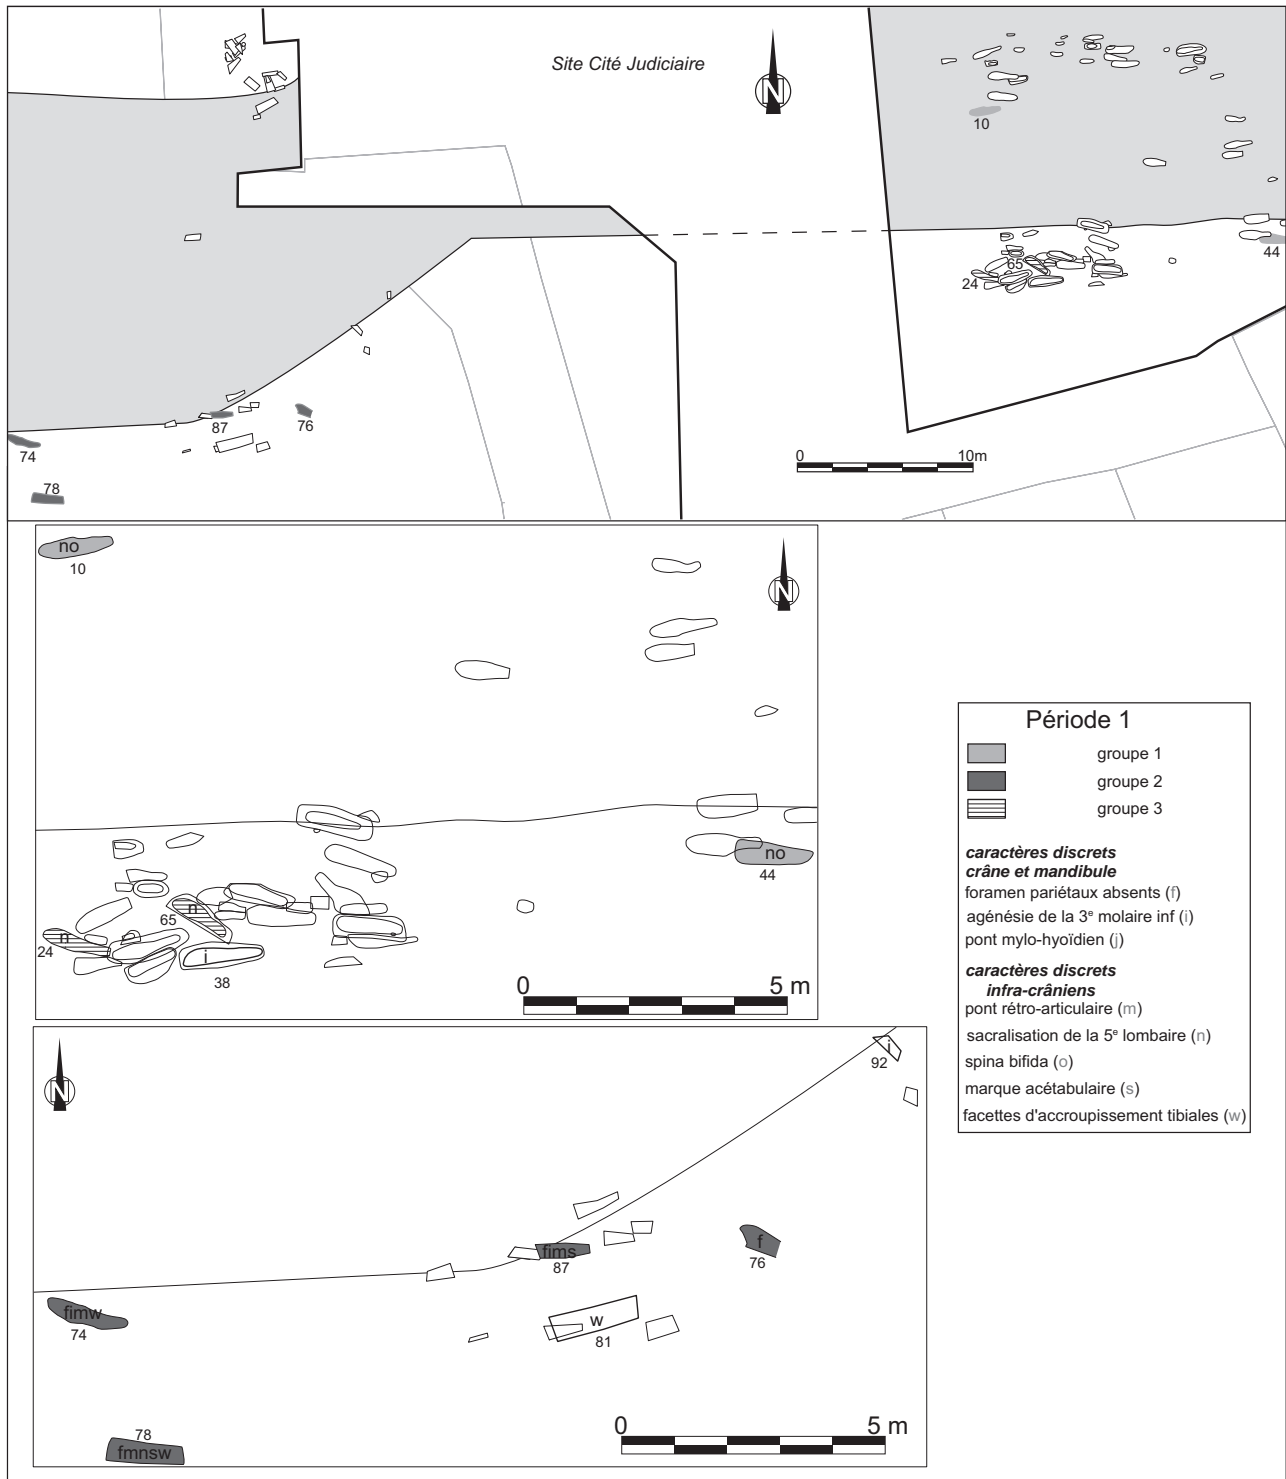 Site Cité Judiciaire
N
10
44
65
24
87
76
74
78
0 10m
no
10
N
no
44
n
65
n
24
i
38
0 5 m
Période 1
groupe 1
groupe 2
groupe 3
caractères discrets
crâne et mandibule
foramen pariétaux absents (f)
agénésie de la 3e molaire inf (i)
pont mylo-hyoïdien (j)
caractères discrets
infra-crâniens
pont rétro-articulaire (m)
sacralisation de la 5e lombaire (n)
spina bifida (o)
marque acétabulaire (s)
facettes d'accroupissement tibiales (w)
N
i
92
fims
87
f
76
fimw
74
w
81
78
fmnsw
0 5 m